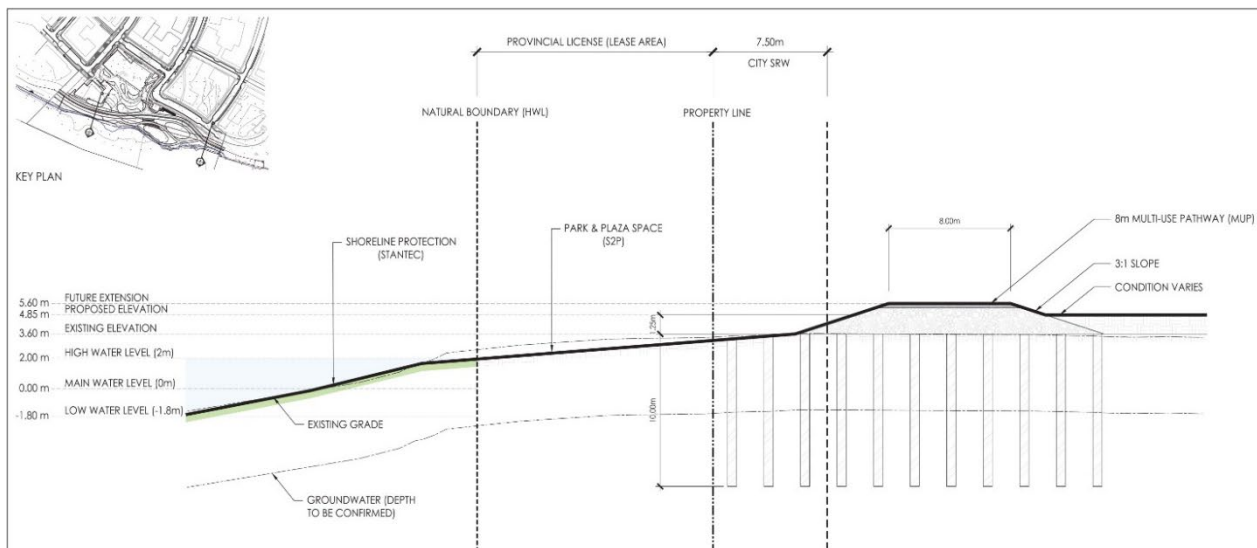 PROVINCIAL LICENSE (LEASE AREA)
7.50m
CITY SRW
NATURAL BOUNDARY (HWL)
PROPERTY LINE
KEY PLAN
SHORELINE PROTECTION
(STANTEC)
PARK & PLAZA SPACE
(S2P)
8.00m
8m MULTI-USE PATHWAY (MUP)
3:1 SLOPE
CONDITION VARIES
5.60 m FUTURE EXTENSION
4.85 m PROPOSED ELEVATION
3.60 m EXISTING ELEVATION
1.25m
2.00 m HIGH WATER LEVEL (2m)
0.00 m MAIN WATER LEVEL (0m)
-1.80 m LOW WATER LEVEL (-1.8m)
EXISTING GRADE
10.00m
GROUNDWATER (DEPTH
TO BE CONFIRMED)